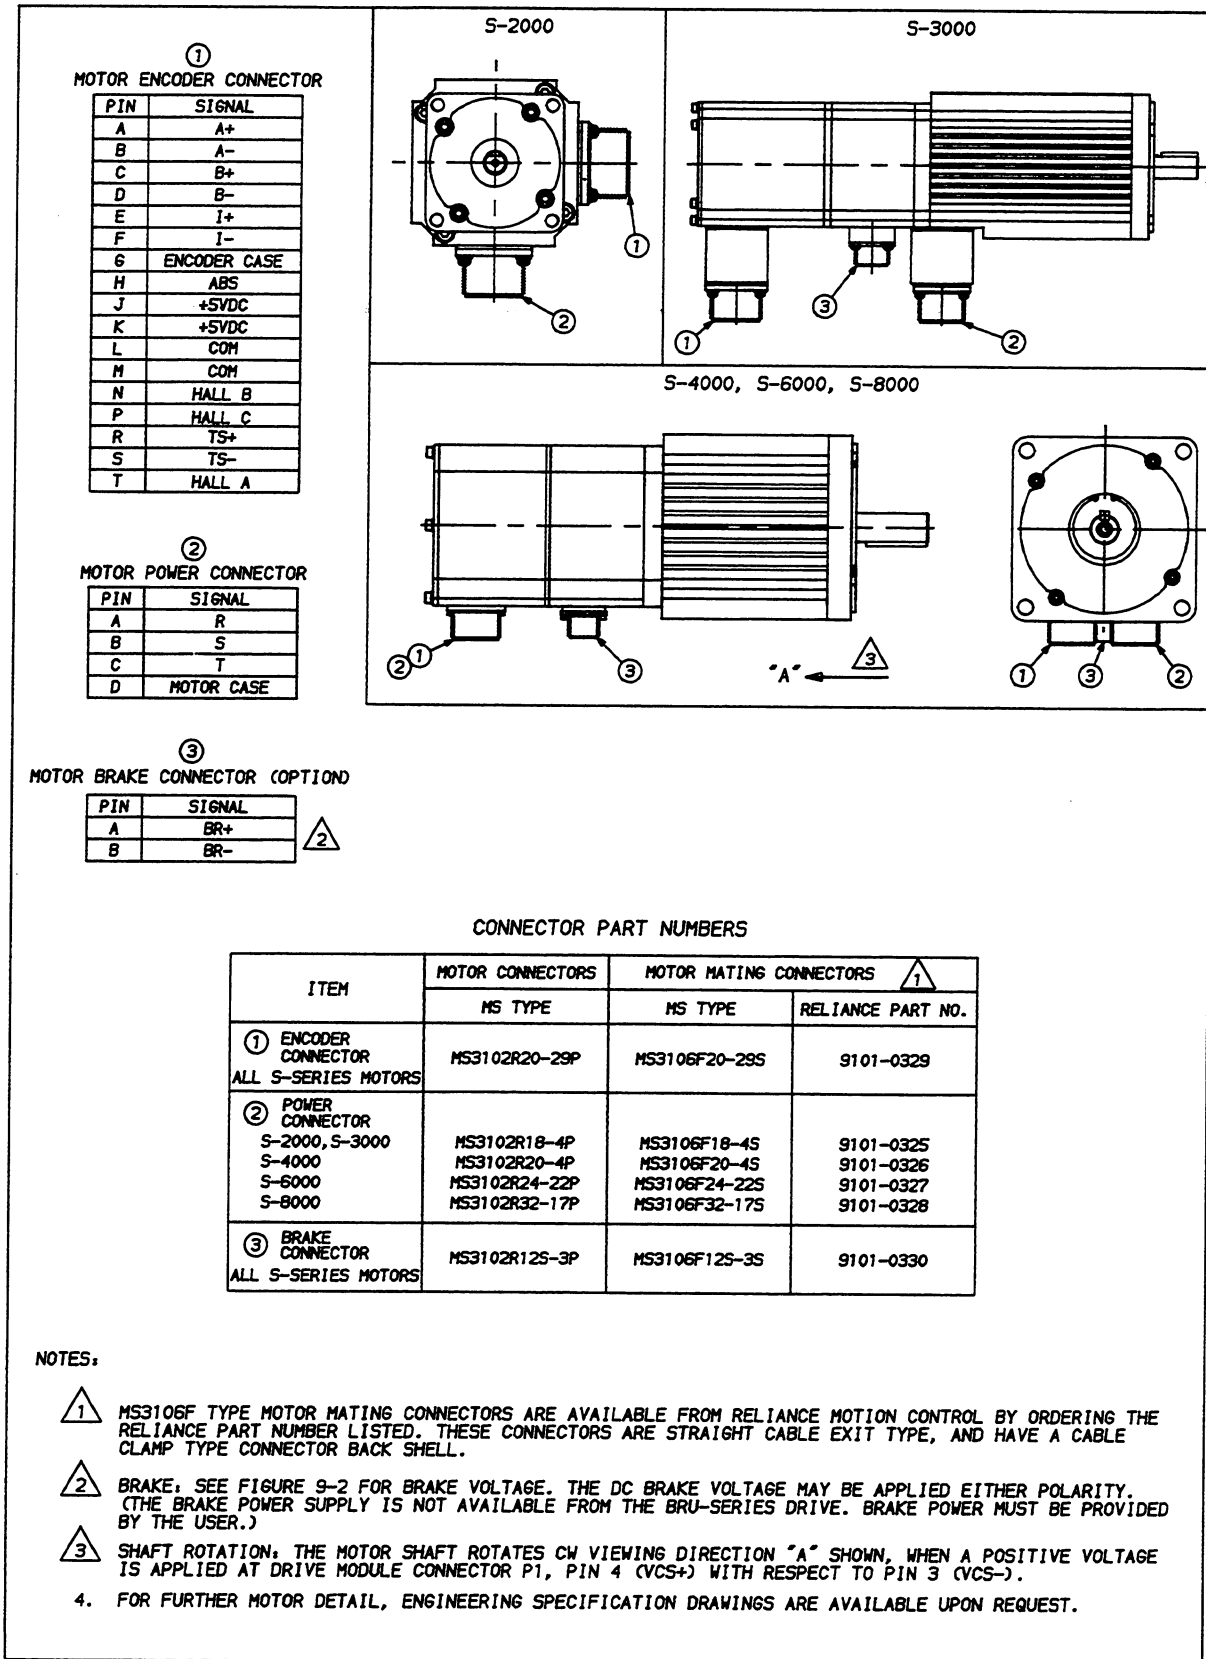 ①
MOTOR ENCODER CONNECTOR
PIN SIGNAL
A A+
B A-
C B+
D B-
E I+
F I-
G ENCODER CASE
H ABS
J +5VDC
K +5VDC
L COM
M COM
N HALL B
P HALL C
R TS+
S TS-
T HALL A
②
MOTOR POWER CONNECTOR
PIN SIGNAL
A R
B S
C T
D MOTOR CASE
③
MOTOR BRAKE CONNECTOR (OPTION)
PIN SIGNAL
A BR+
B BR-
2
S-2000
①
②
S-3000
①
③
②
S-4000, S-6000, S-8000
②①
③
"A"
3
①
③
②
CONNECTOR PART NUMBERS
ITEM
MOTOR CONNECTORS
MOTOR MATING CONNECTORS 1
MS TYPE
MS TYPE
RELIANCE PART NO.
① ENCODER
CONNECTOR
ALL S-SERIES MOTORS
MS3102R20-29P MS3106F20-29S 9101-0329
② POWER
CONNECTOR
S-2000,S-3000 MS3102R18-4P MS3106F18-4S 9101-0325
S-4000 MS3102R20-4P MS3106F20-4S 9101-0326
S-6000 MS3102R24-22P MS3106F24-22S 9101-0327
S-8000 MS3102R32-17P MS3106F32-17S 9101-0328
③ BRAKE
CONNECTOR
ALL S-SERIES MOTORS
MS3102R12S-3P MS3106F12S-3S 9101-0330
NOTES:
1 MS3106F TYPE MOTOR MATING CONNECTORS ARE AVAILABLE FROM RELIANCE MOTION CONTROL BY ORDERING THE
RELIANCE PART NUMBER LISTED. THESE CONNECTORS ARE STRAIGHT CABLE EXIT TYPE, AND HAVE A CABLE
CLAMP TYPE CONNECTOR BACK SHELL.
2 BRAKE: SEE FIGURE 9-2 FOR BRAKE VOLTAGE. THE DC BRAKE VOLTAGE MAY BE APPLIED EITHER POLARITY.
(THE BRAKE POWER SUPPLY IS NOT AVAILABLE FROM THE BRU-SERIES DRIVE. BRAKE POWER MUST BE PROVIDED
BY THE USER.)
3 SHAFT ROTATION: THE MOTOR SHAFT ROTATES CW VIEWING DIRECTION "A" SHOWN, WHEN A POSITIVE VOLTAGE
IS APPLIED AT DRIVE MODULE CONNECTOR P1, PIN 4 (VCS+) WITH RESPECT TO PIN 3 (VCS-).
4. FOR FURTHER MOTOR DETAIL, ENGINEERING SPECIFICATION DRAWINGS ARE AVAILABLE UPON REQUEST.